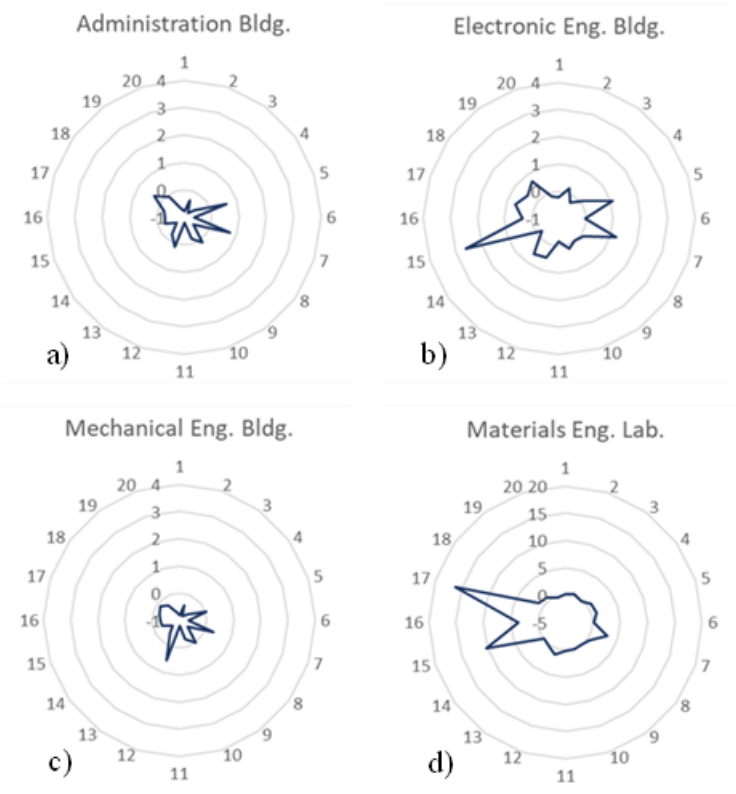 Administration Bldg.
1
20 4 2
19 3 3
18 2 4
1
17 5
0
16 -1 6
15 7
14 8
13 9
a) 12 10
11
Electronic Eng. Bldg.
1
20 4 2
19 3 3
18 2 4
1
17 5
0
16 -1 6
15 7
14 8
13 9
b) 12 10
11
Mechanical Eng. Bldg.
1
20 4 2
19 3 3
18 2 4
1
17 5
0
16 -1 6
15 7
14 8
13 9
c) 12 10
11
Materials Eng. Lab.
1
20 20 2
19 15 3
18 10 4
5
17 5
0
16 -5 6
15 7
14 8
13 9
d) 12 10
11